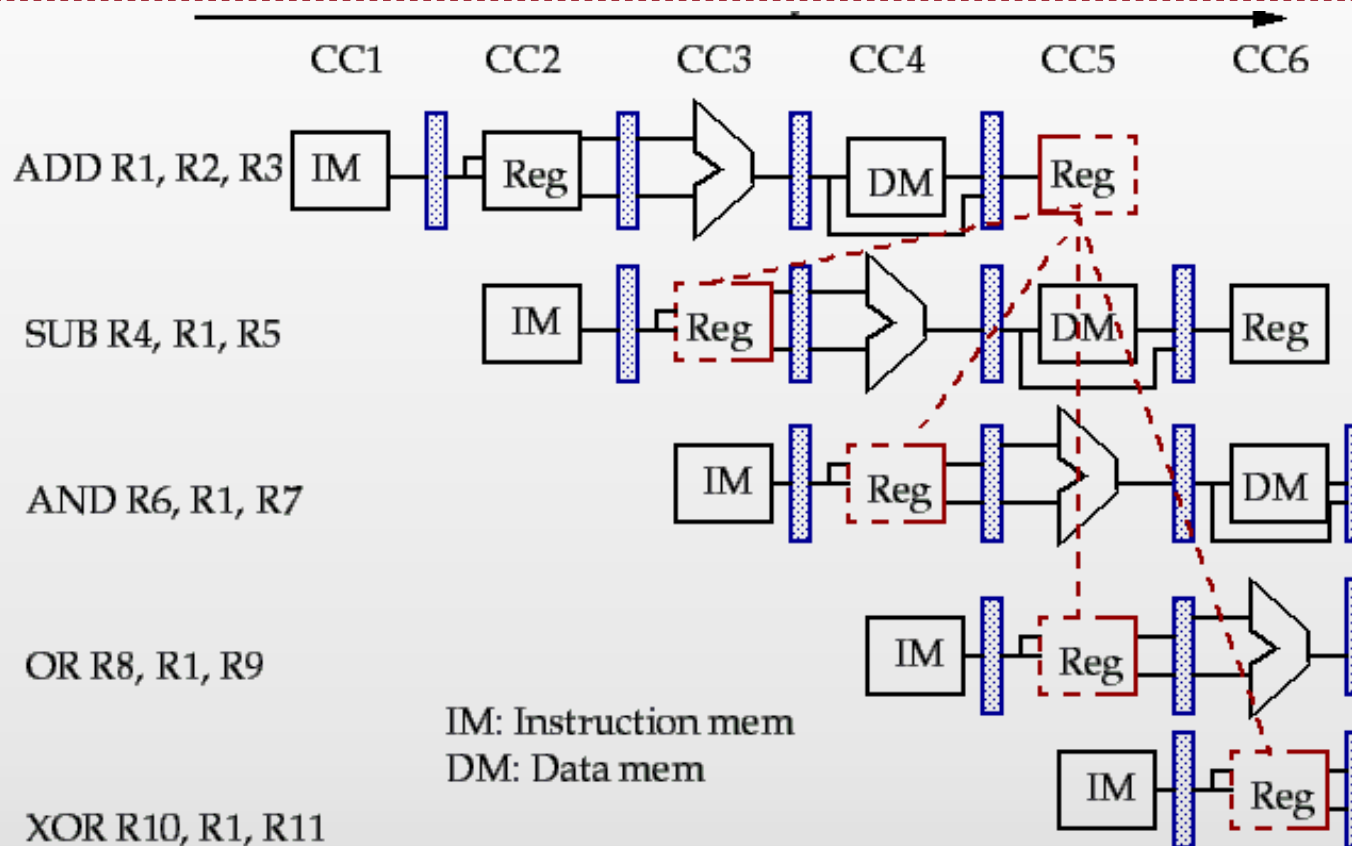 CC1 CC2 CC3 CC4 CC5 CC6
ADD R1, R2, R3 IM Reg DM Reg
SUB R4, R1, R5 IM Reg DM Reg
AND R6, R1, R7 IM Reg DM
OR R8, R1, R9 IM Reg
IM: Instruction mem
DM: Data mem
IM Reg
XOR R10, R1, R11